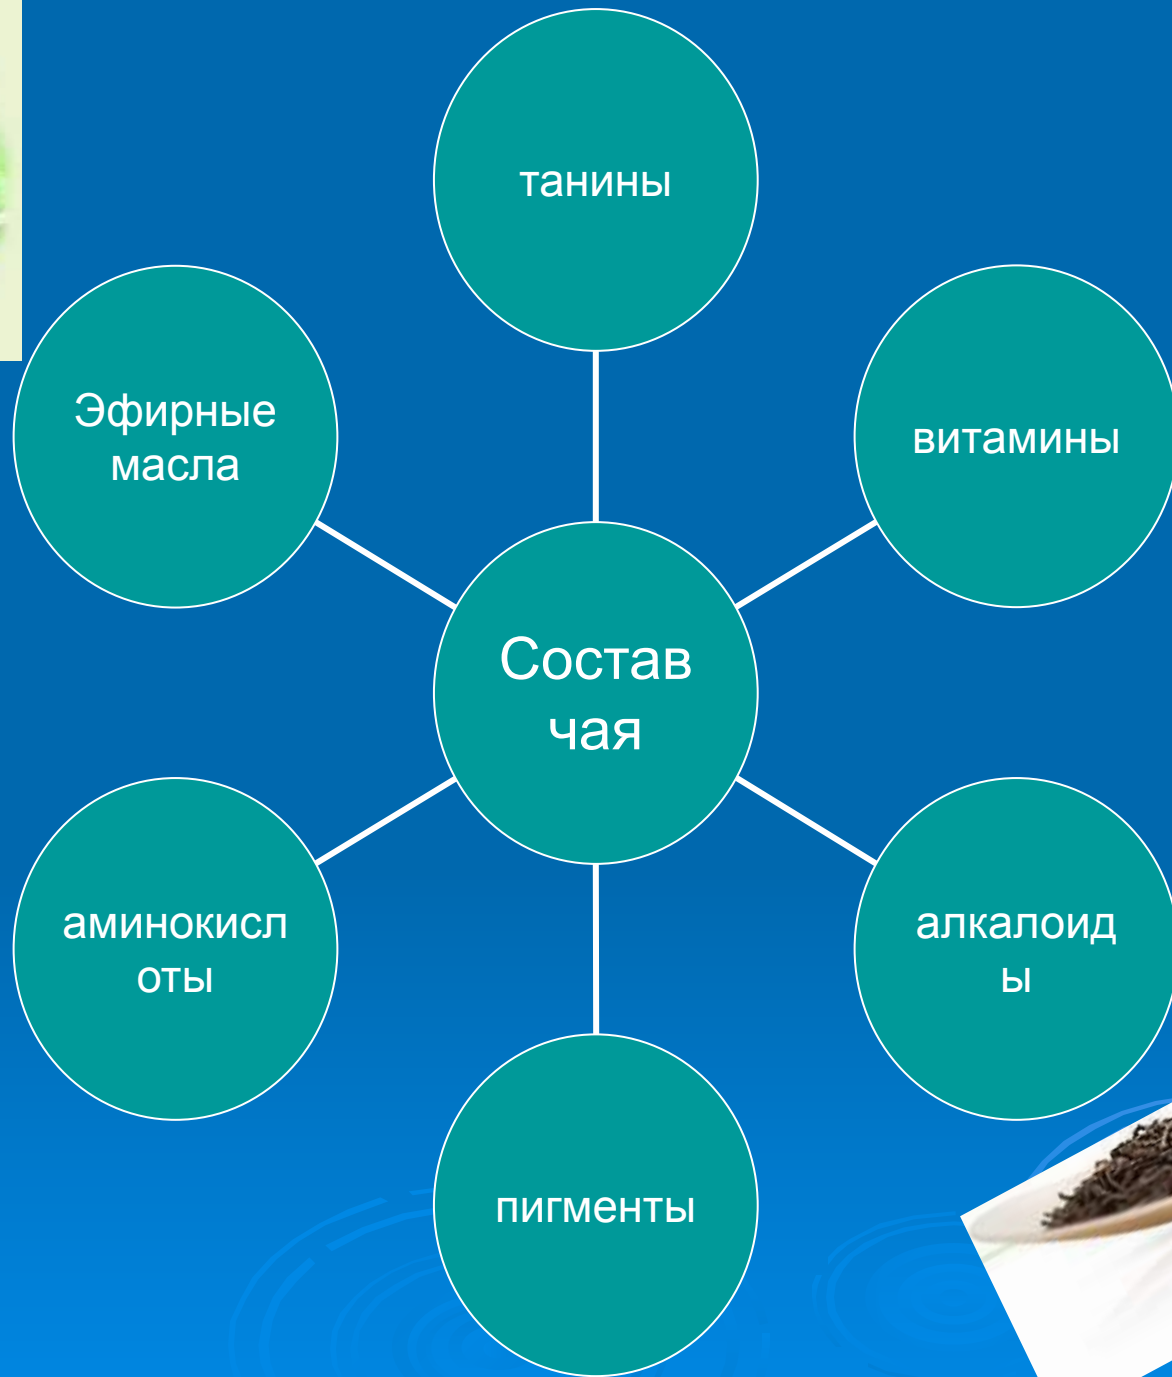 танины
Эфирные
масла
витамины
Состав
чая
аминокисл
оты
алкалоид
ы
пигменты